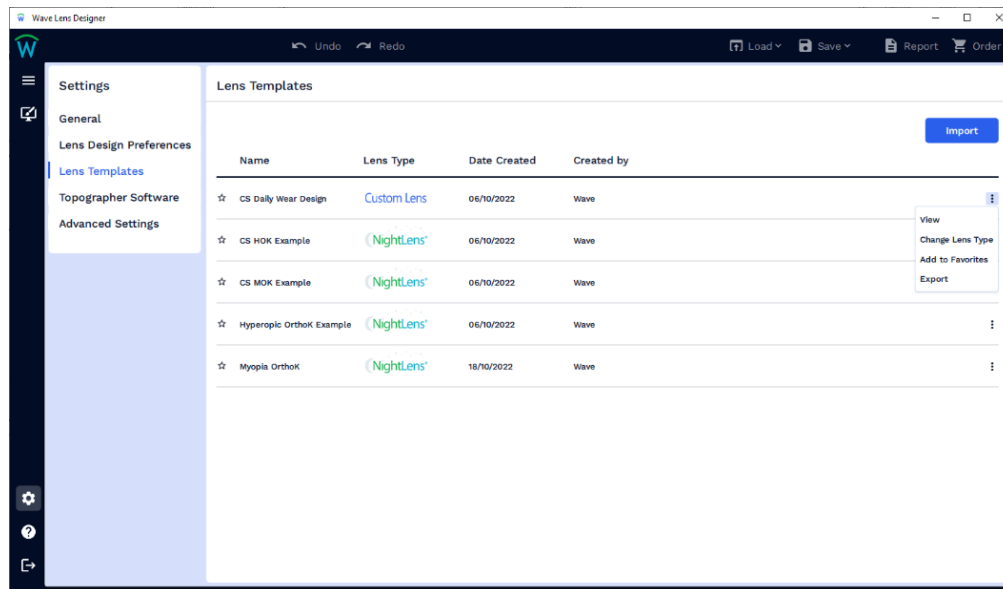 Wave Lens Designer
W
Undo Redo Load Save Report Order
Settings
General
Lens Design Preferences
Lens Templates
Topographer Software
Advanced Settings
Lens Templates
Import
Name Lens Type Date Created Created by
CS Daily Wear Design Custom Lens 06/10/2022 Wave
View
Change Lens Type
Add to Favorites
Export
CS HOK Example NightLens® 06/10/2022 Wave
CS MOK Example NightLens® 06/10/2022 Wave
Hyperopic OrthoK Example NightLens® 06/10/2022 Wave
Myopia OrthoK NightLens® 18/10/2022 Wave